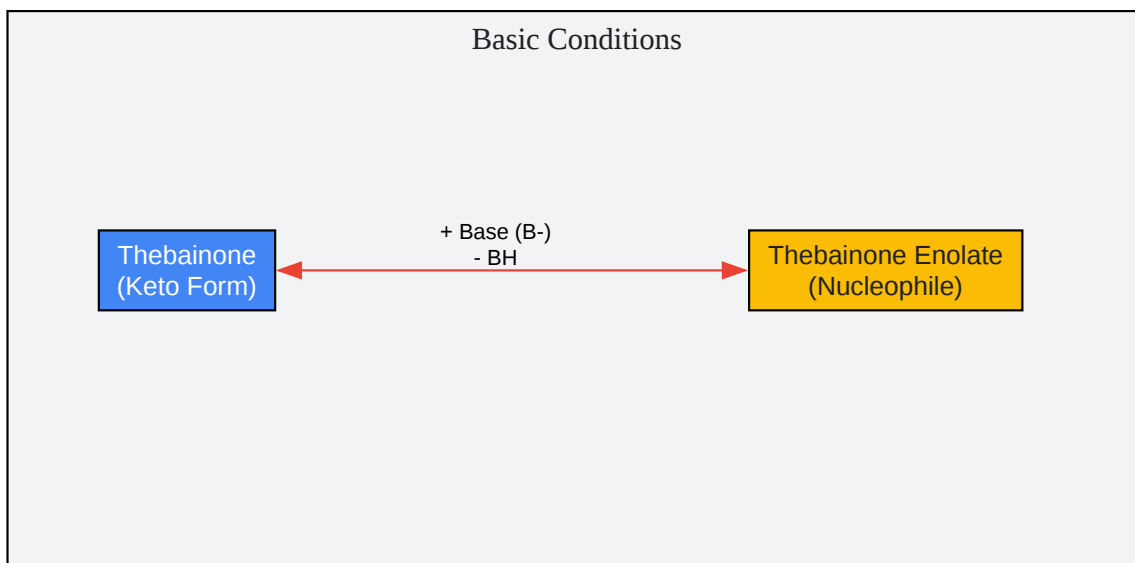 Basic Conditions
+ Base (B-)
- BH
Thebainone
(Keto Form)
Thebainone Enolate
(Nucleophile)